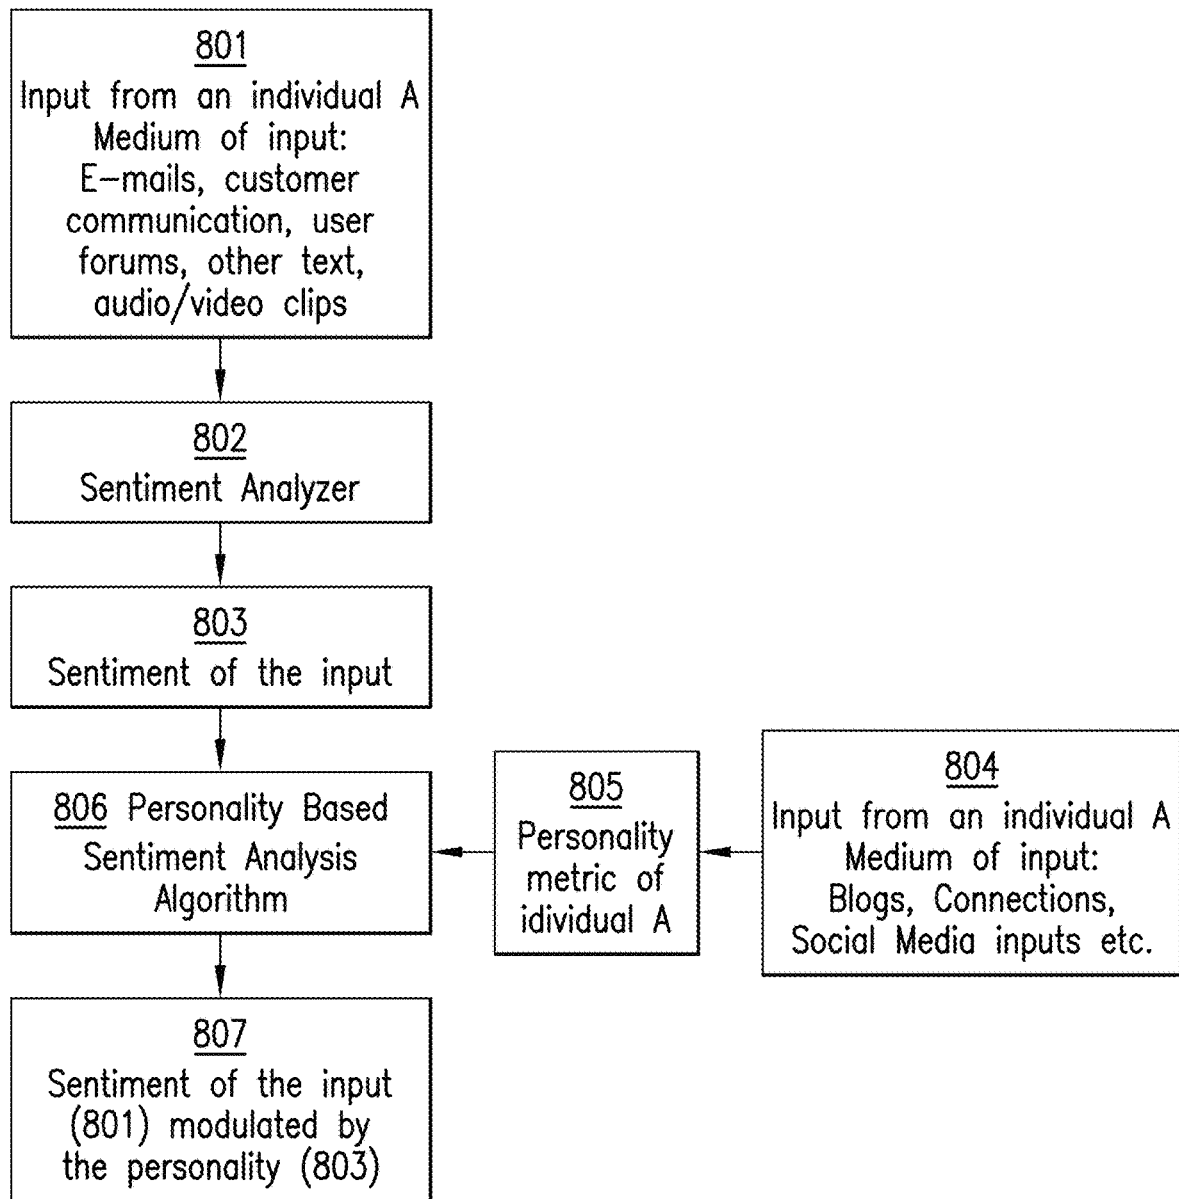 801
Input from an individual A
Medium of input:
E-mails, customer
communication, user
forums, other text,
audio/video clips
802
Sentiment Analyzer
803
Sentiment of the input
806 Personality Based
Sentiment Analysis
Algorithm
805
Personality
metric of
idividual A
804
Input from an individual A
Medium of input:
Blogs, Connections,
Social Media inputs etc.
807
Sentiment of the input
(801) modulated by
the personality (803)